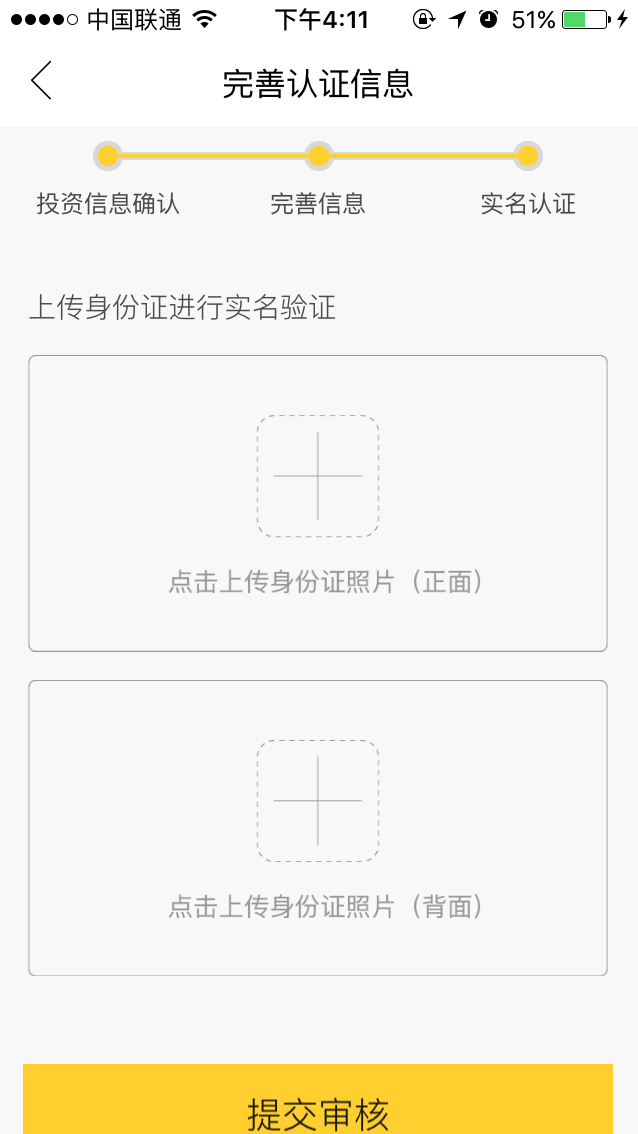 中国联通 下午4:11 51%
完善认证信息
投资信息确认 完善信息 实名认证
上传身份证进行实名验证
点击上传身份证照片（正面）
点击上传身份证照片（背面）
提交审核